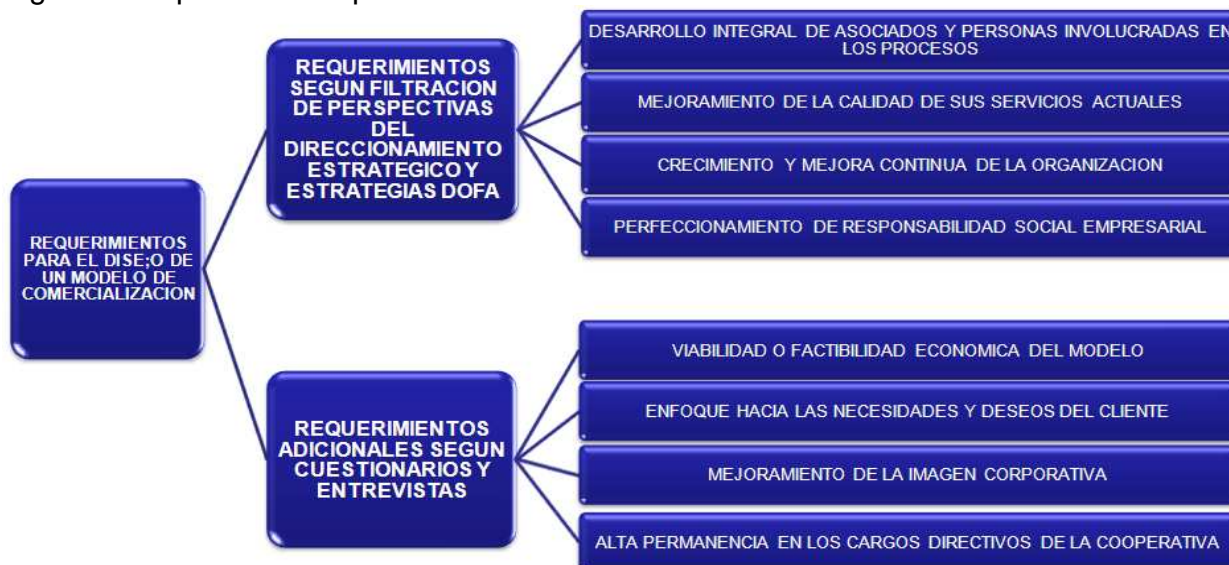 REQUERIMIENTOS
PARA EL DISE;O DE
UN MODELO DE
COMERCIALIZACION
REQUERIMIENTOS
SEGUN FILTRACION
DE PERSPECTIVAS
DEL
DIRECCIONAMIENTO
ESTRATEGICO Y
ESTRATEGIAS DOFA
DESARROLLO INTEGRAL DE ASOCIADOS Y PERSONAS INVOLUCRADAS EN
LOS PROCESOS
MEJORAMIENTO DE LA CALIDAD DE SUS SERVICIOS ACTUALES
CRECIMIENTO Y MEJORA CONTINUA DE LA ORGANIZACION
PERFECCIONAMIENTO DE RESPONSABILIDAD SOCIAL EMPRESARIAL
REQUERIMIENTOS
ADICIONALES SEGUN
CUESTIONARIOS Y
ENTREVISTAS
VIABILIDAD O FACTIBILIDAD ECONOMICA DEL MODELO
ENFOQUE HACIA LAS NECESIDADES Y DESEOS DEL CLIENTE
MEJORAMIENTO DE LA IMAGEN CORPORATIVA
ALTA PERMANENCIA EN LOS CARGOS DIRECTIVOS DE LA COOPERATIVA